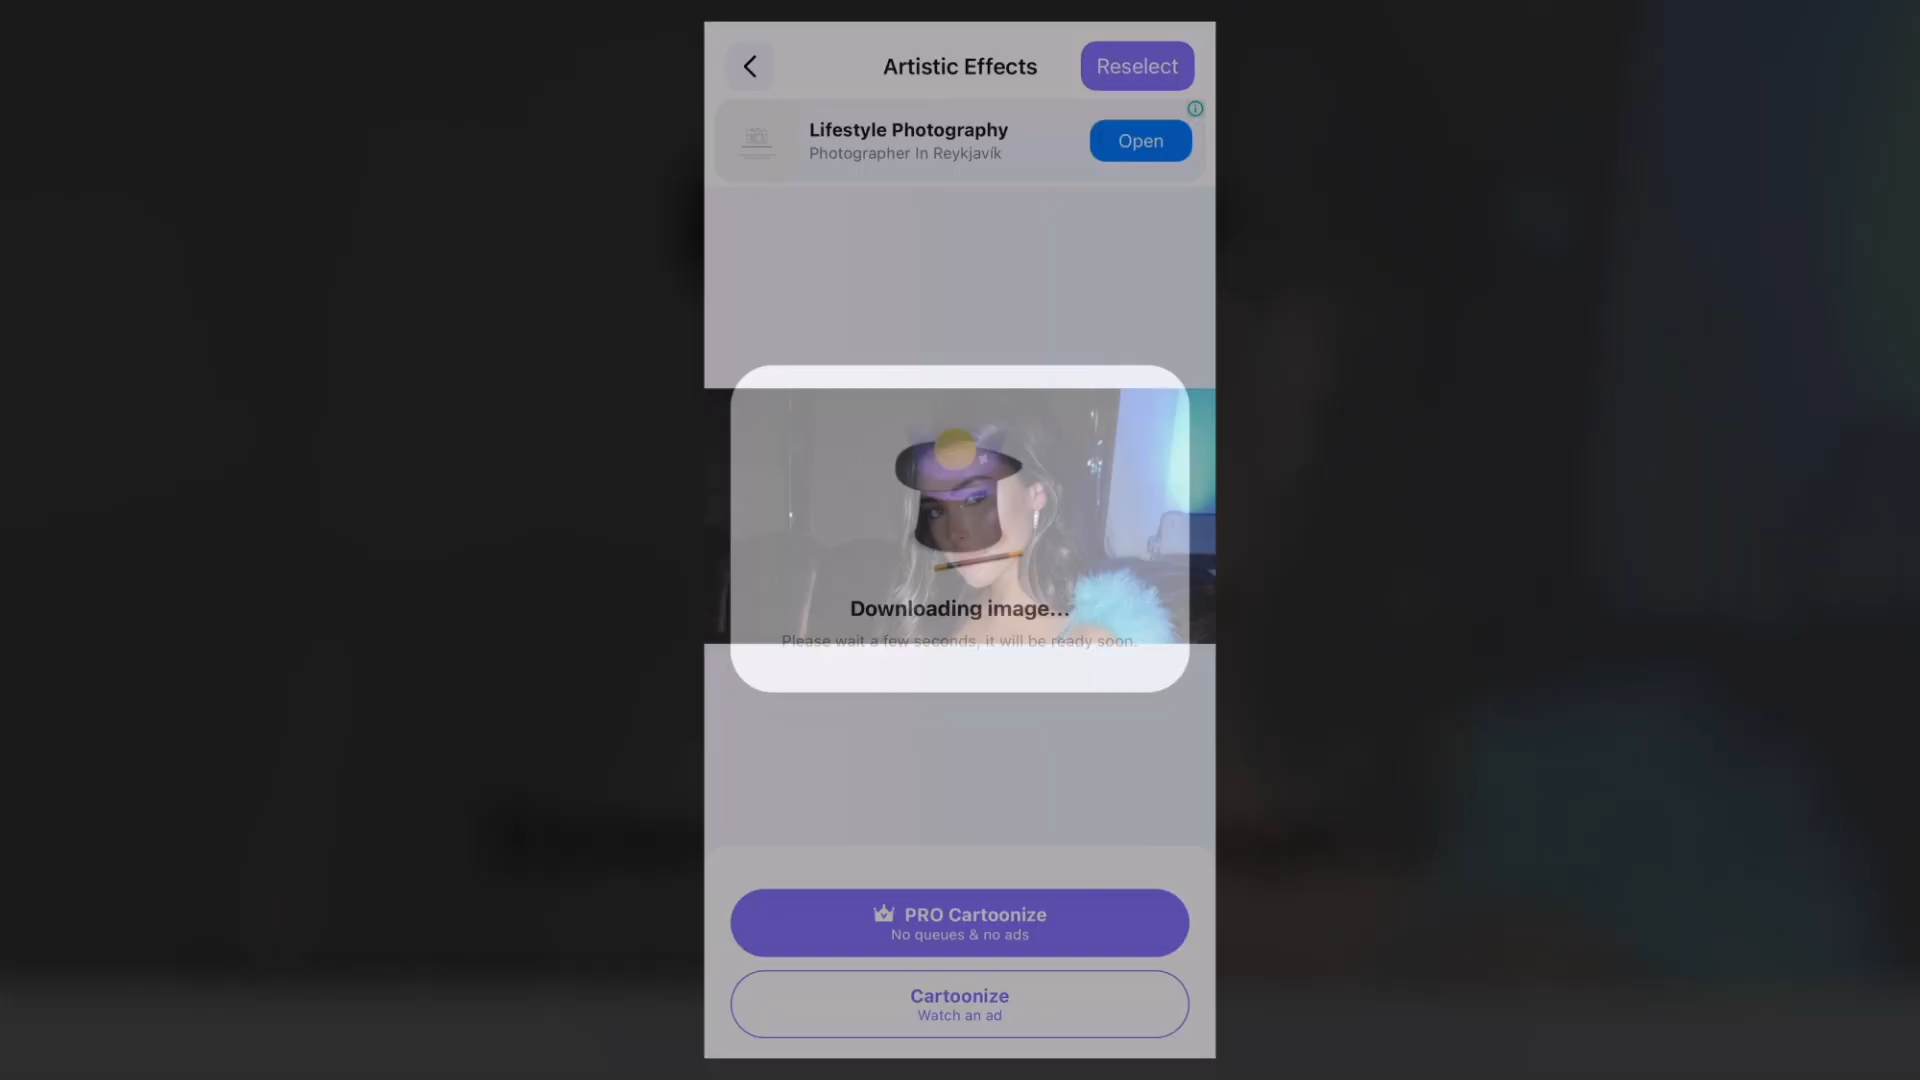 Artistic Effects
Reselect
Lifestyle Photography
Photographer In Reykjavík
Open
Downloading image...
Please wait a few seconds, it will be ready soon.
PRO Cartoonize
No queues & no ads
Cartoonize
Watch an ad